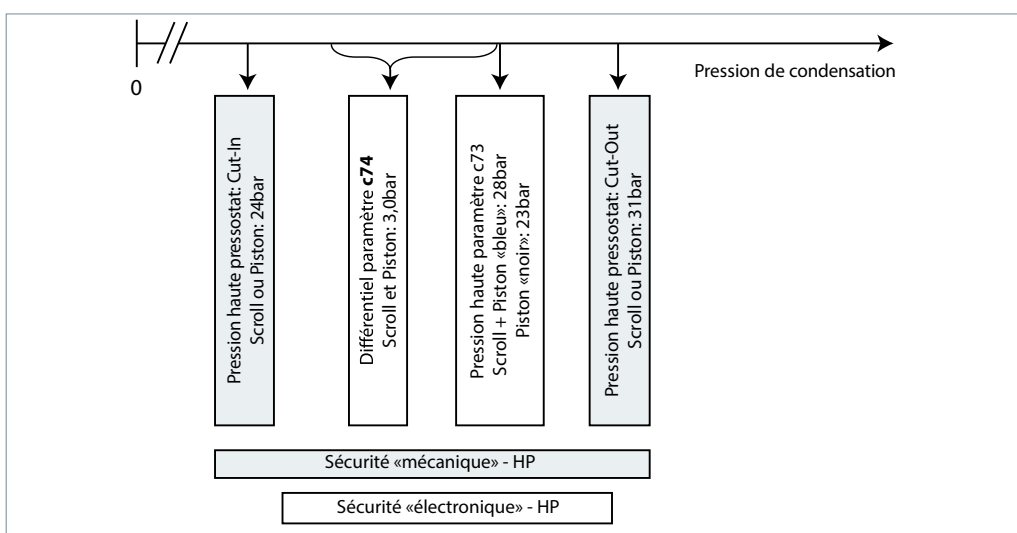 0
Pression de condensation
Pression haute pressostat: Cut-In
Scroll ou Piston: 24bar
Différentiel paramètre c74
Scroll et Piston: 3,0bar
Pression haute paramètre c73
Scroll + Piston «bleu»: 28bar
Piston «noir»: 23bar
Pression haute pressostat: Cut-Out
Scroll ou Piston: 31bar
Sécurité «mécanique» - HP
Sécurité «électronique» - HP